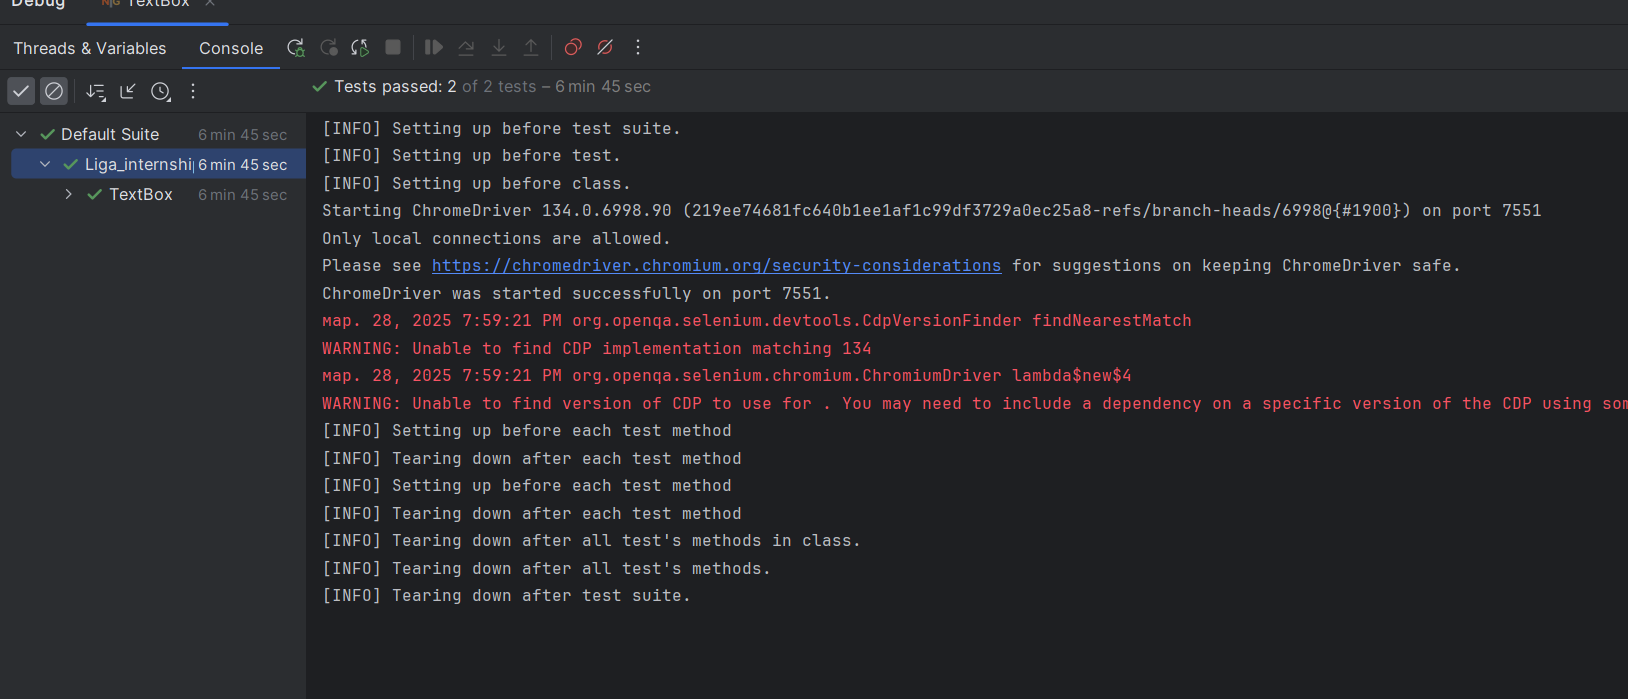 Debug TextBox
Threads & Variables Console
Tests passed: 2 of 2 tests – 6 min 45 sec
Default Suite 6 min 45 sec
Liga_internshi 6 min 45 sec
TextBox 6 min 45 sec
[INFO] Setting up before test suite.
[INFO] Setting up before test.
[INFO] Setting up before class.
Starting ChromeDriver 134.0.6998.90 (219ee74681fc640b1ee1af1c99df3729a0ec25a8-refs/branch-heads/6998@{#1900}) on port 7551
Only local connections are allowed.
Please see https://chromedriver.chromium.org/security-considerations for suggestions on keeping ChromeDriver safe.
ChromeDriver was started successfully on port 7551.
мар. 28, 2025 7:59:21 PM org.openqa.selenium.devtools.CdpVersionFinder findNearestMatch
WARNING: Unable to find CDP implementation matching 134
мар. 28, 2025 7:59:21 PM org.openqa.selenium.chromium.ChromiumDriver lambda$new$4
WARNING: Unable to find version of CDP to use for . You may need to include a dependency on a specific version of the CDP using som
[INFO] Setting up before each test method
[INFO] Tearing down after each test method
[INFO] Setting up before each test method
[INFO] Tearing down after each test method
[INFO] Tearing down after all test's methods in class.
[INFO] Tearing down after all test's methods.
[INFO] Tearing down after test suite.